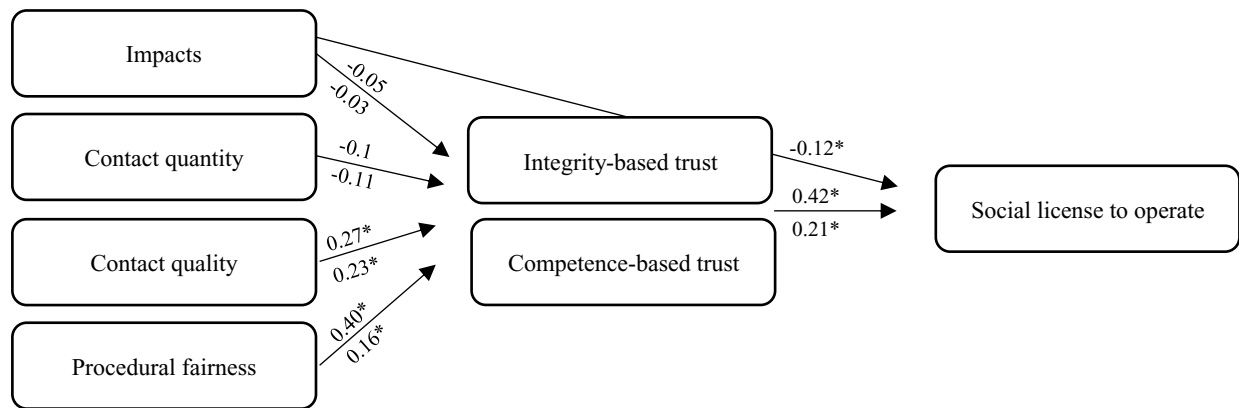 Impacts
-0.05
-0.03
Contact quantity
-0.1
-0.11
Contact quality
0.27*
0.23*
Procedural fairness
0.40*
0.16*
Integrity-based trust
Competence-based trust
-0.12*
0.42*
0.21*
Social license to operate